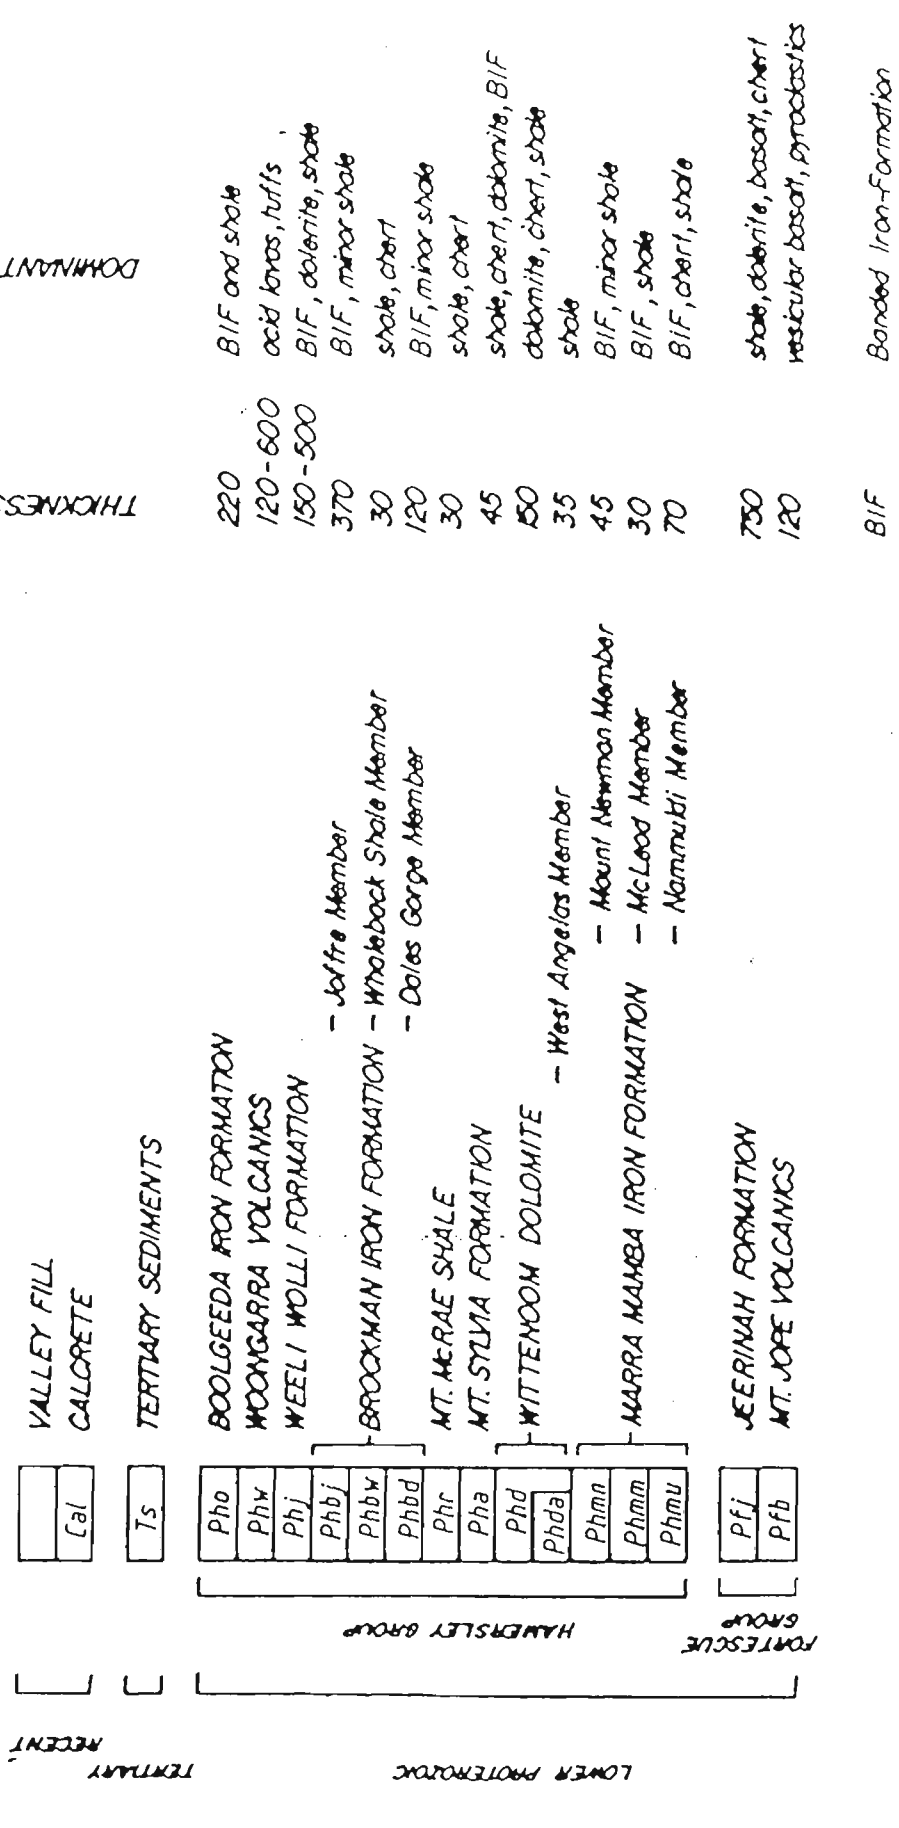 THICKNESS DOMINANT
RECENT
VALLEY FILL
Cal CALCRETE
TERTIARY
Ts TERTIARY SEDIMENTS
LOWER PROTEROZOIC
HAMERSLEY GROUP
Pho BOOLGEEDA IRON FORMATION 220 BIF and shale
Phw WOONGARRA VOLCANICS 120-600 acid lavas, tuffs
Phj WEELI WOLLI FORMATION 150-500 BIF, dolerite, shale
Phbj - Joffre Member 370 BIF, minor shale
Phbw BROCKMAN IRON FORMATION - Whaleback Shale Member 30 shale, chert
Phbd - Dales Gorge Member 120 BIF, minor shale
Phr MT. McRAE SHALE 30 shale, chert
Pha MT. SYLVIA FORMATION 45 shale, chert, dolomite, BIF
Phd WITTENOOM DOLOMITE 150 dolomite, chert, shale
Phda - West Angelas Member 35 shale
Phmn - Mount Newman Member 45 BIF, minor shale
Phmm MARRA MAMBA IRON FORMATION - McLeod Member 30 BIF, shale
Phmu - Nammuldi Member 70 BIF, chert, shale
FORTESCUE
GROUP
Pfj JEERINAH FORMATION 750 shale, dolerite, basalt, chert
Pfb MT. JOPE VOLCANICS 120 vesicular basalt, pyroclastics
BIF Banded Iron-Formation